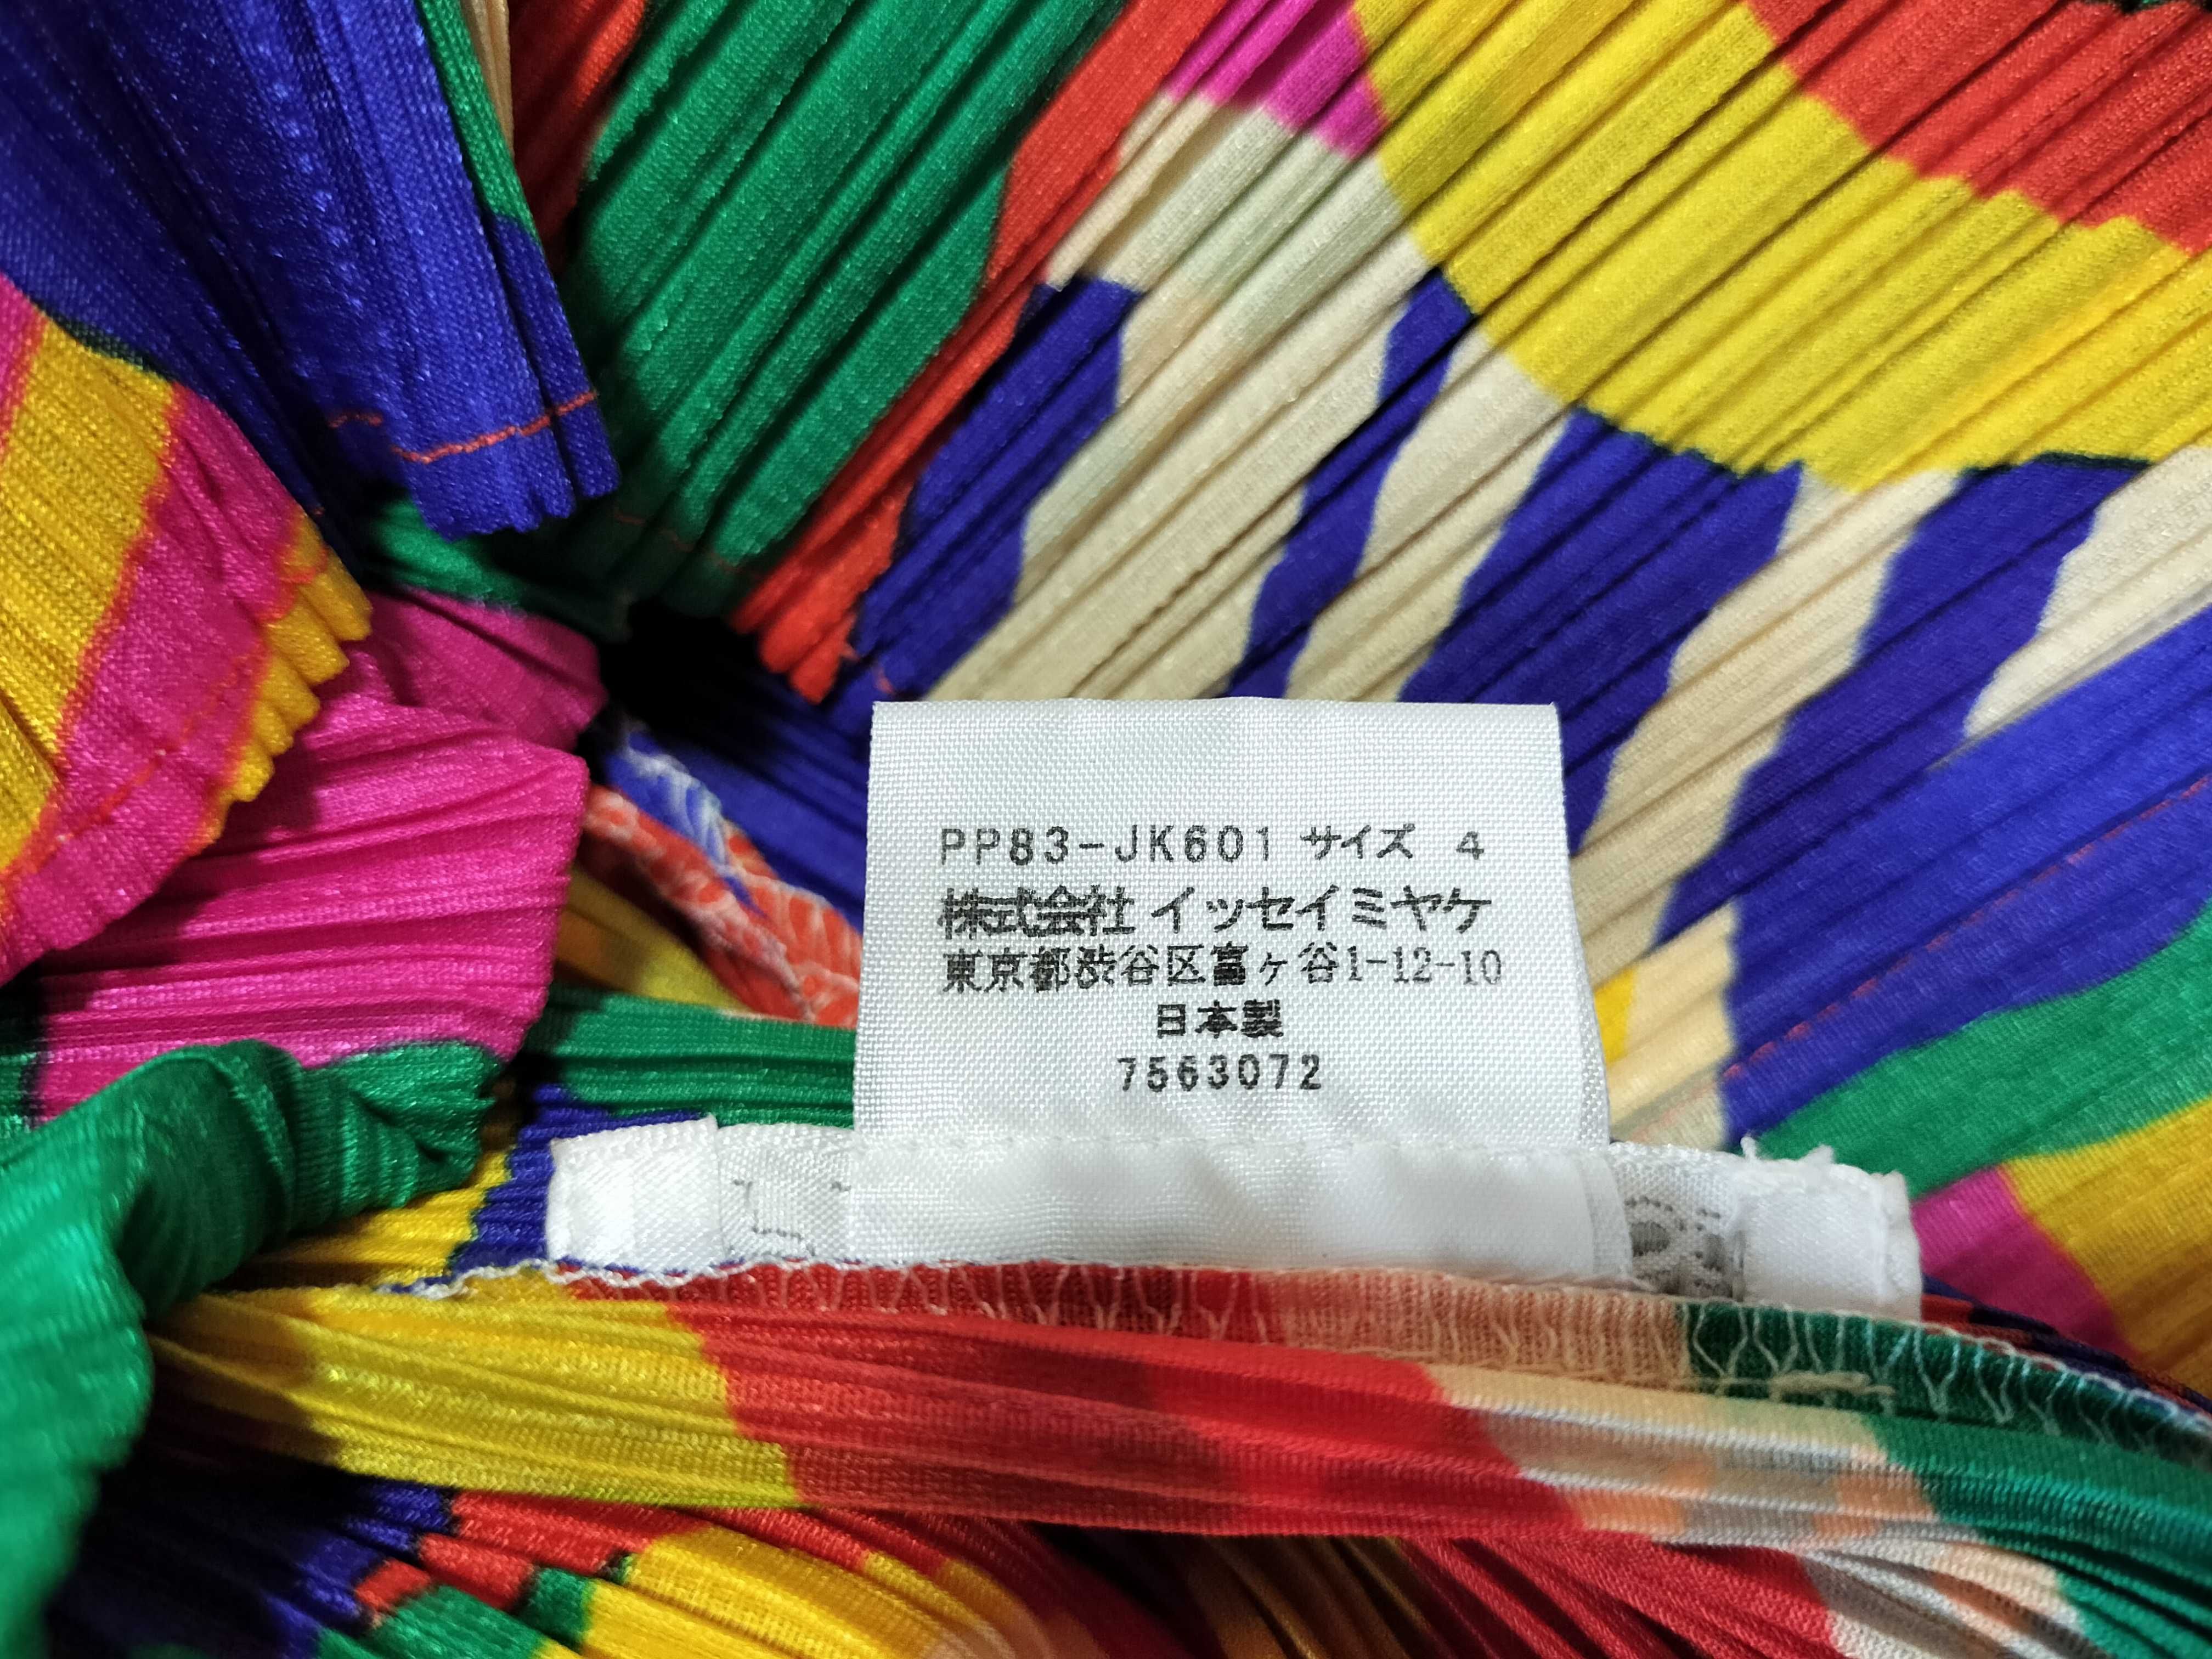 PP83-JK601 サイズ 4
株式会社 イッセイミヤケ
東京都渋谷区富ヶ谷1-12-10
日本製
7563072